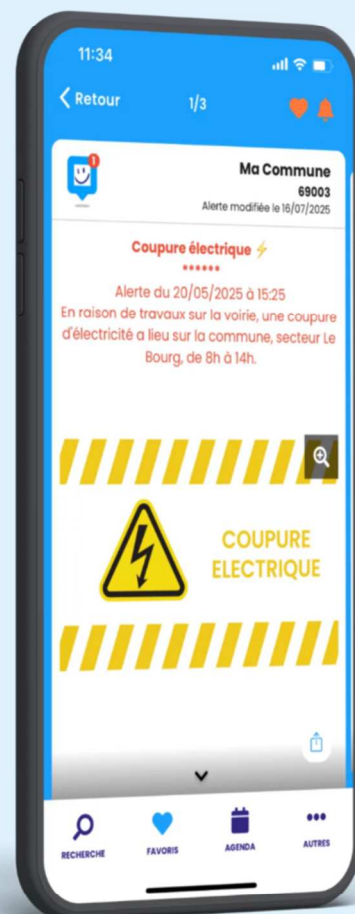 11:34
Retour
1/3
1
Ma Commune
69003
Alerte modifiée le 16/07/2025
Coupure électrique ⚡
******
Alerte du 20/05/2025 à 15:25
En raison de travaux sur la voirie, une coupure
d'électricité a lieu sur la commune, secteur Le
Bourg, de 8h à 14h.
COUPURE
ELECTRIQUE
RECHERCHE
FAVORIS
AGENDA
AUTRES